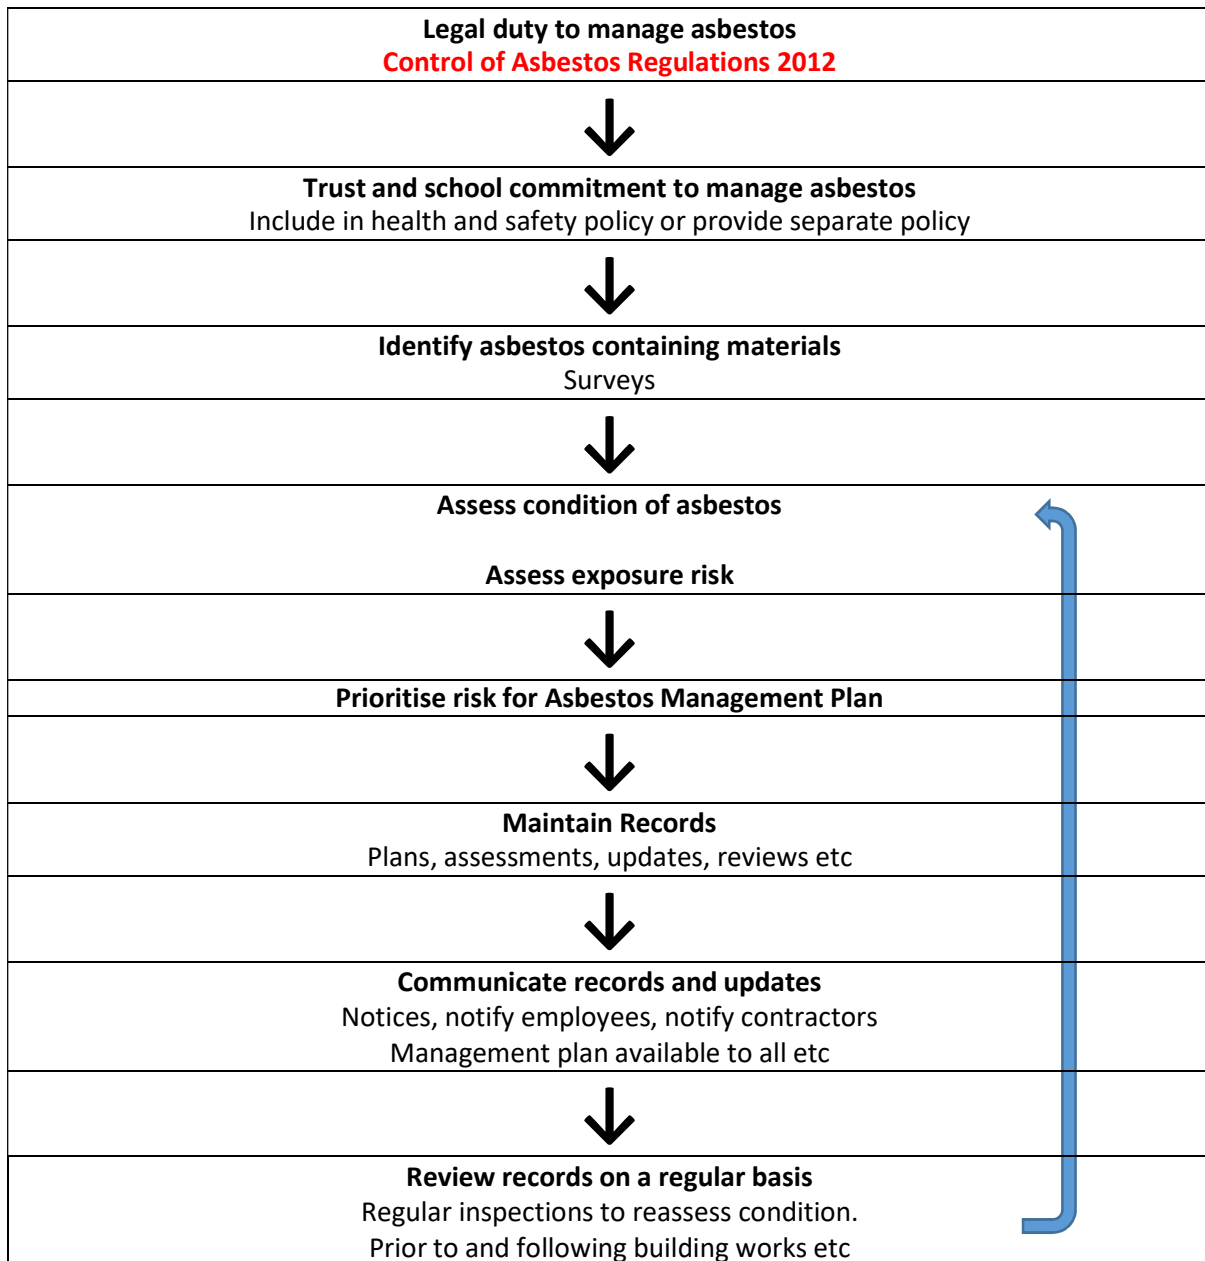 Legal duty to manage asbestos
Control of Asbestos Regulations 2012
Trust and school commitment to manage asbestos
Include in health and safety policy or provide separate policy
Identify asbestos containing materials
Surveys
Assess condition of asbestos
Assess exposure risk
Prioritise risk for Asbestos Management Plan
Maintain Records
Plans, assessments, updates, reviews etc
Communicate records and updates
Notices, notify employees, notify contractors
Management plan available to all etc
Review records on a regular basis
Regular inspections to reassess condition.
Prior to and following building works etc